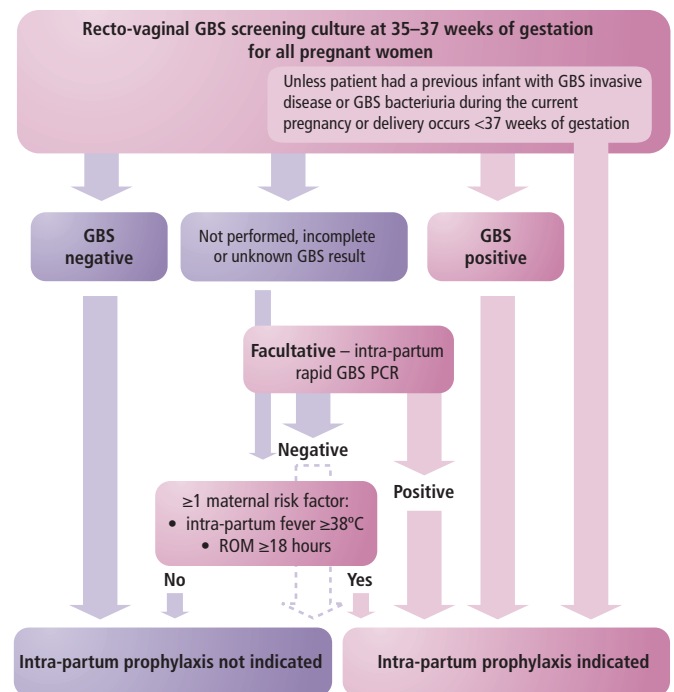 Recto-vaginal GBS screening culture at 35–37 weeks of gestation
for all pregnant women
Unless patient had a previous infant with GBS invasive
disease or GBS bacteriuria during the current
pregnancy or delivery occurs <37 weeks of gestation
GBS
negative
Not performed, incomplete
or unknown GBS result
GBS
positive
Facultative – intra-partum
rapid GBS PCR
Negative
Positive
≥1 maternal risk factor:
• intra-partum fever ≥38ºC
• ROM ≥18 hours
No
Yes
Intra-partum prophylaxis not indicated
Intra-partum prophylaxis indicated